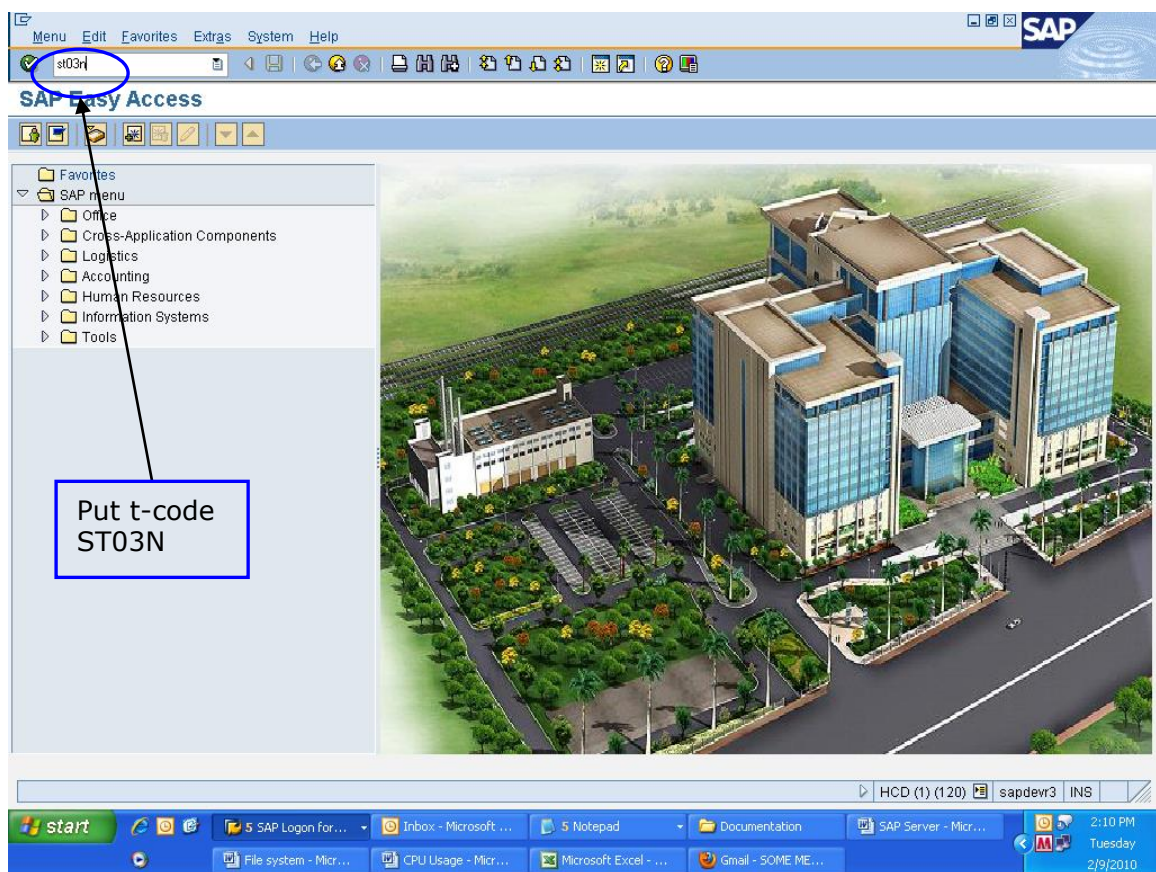 Menu Edit Favorites Extras System Help
SAP
st03n
SAP Easy Access
Favorites
SAP menu
Office
Cross-Application Components
Logistics
Accounting
Human Resources
Information Systems
Tools
Put t-code
ST03N
HCD (1) (120) sapdevr3 INS
start 5 SAP Logon for... Inbox - Microsoft ... 5 Notepad Documentation SAP Server - Micr... 2:10 PM
File system - Micr... CPU Usage - Micr... Microsoft Excel - ... Gmail - SOME ME... Tuesday
2/9/2010